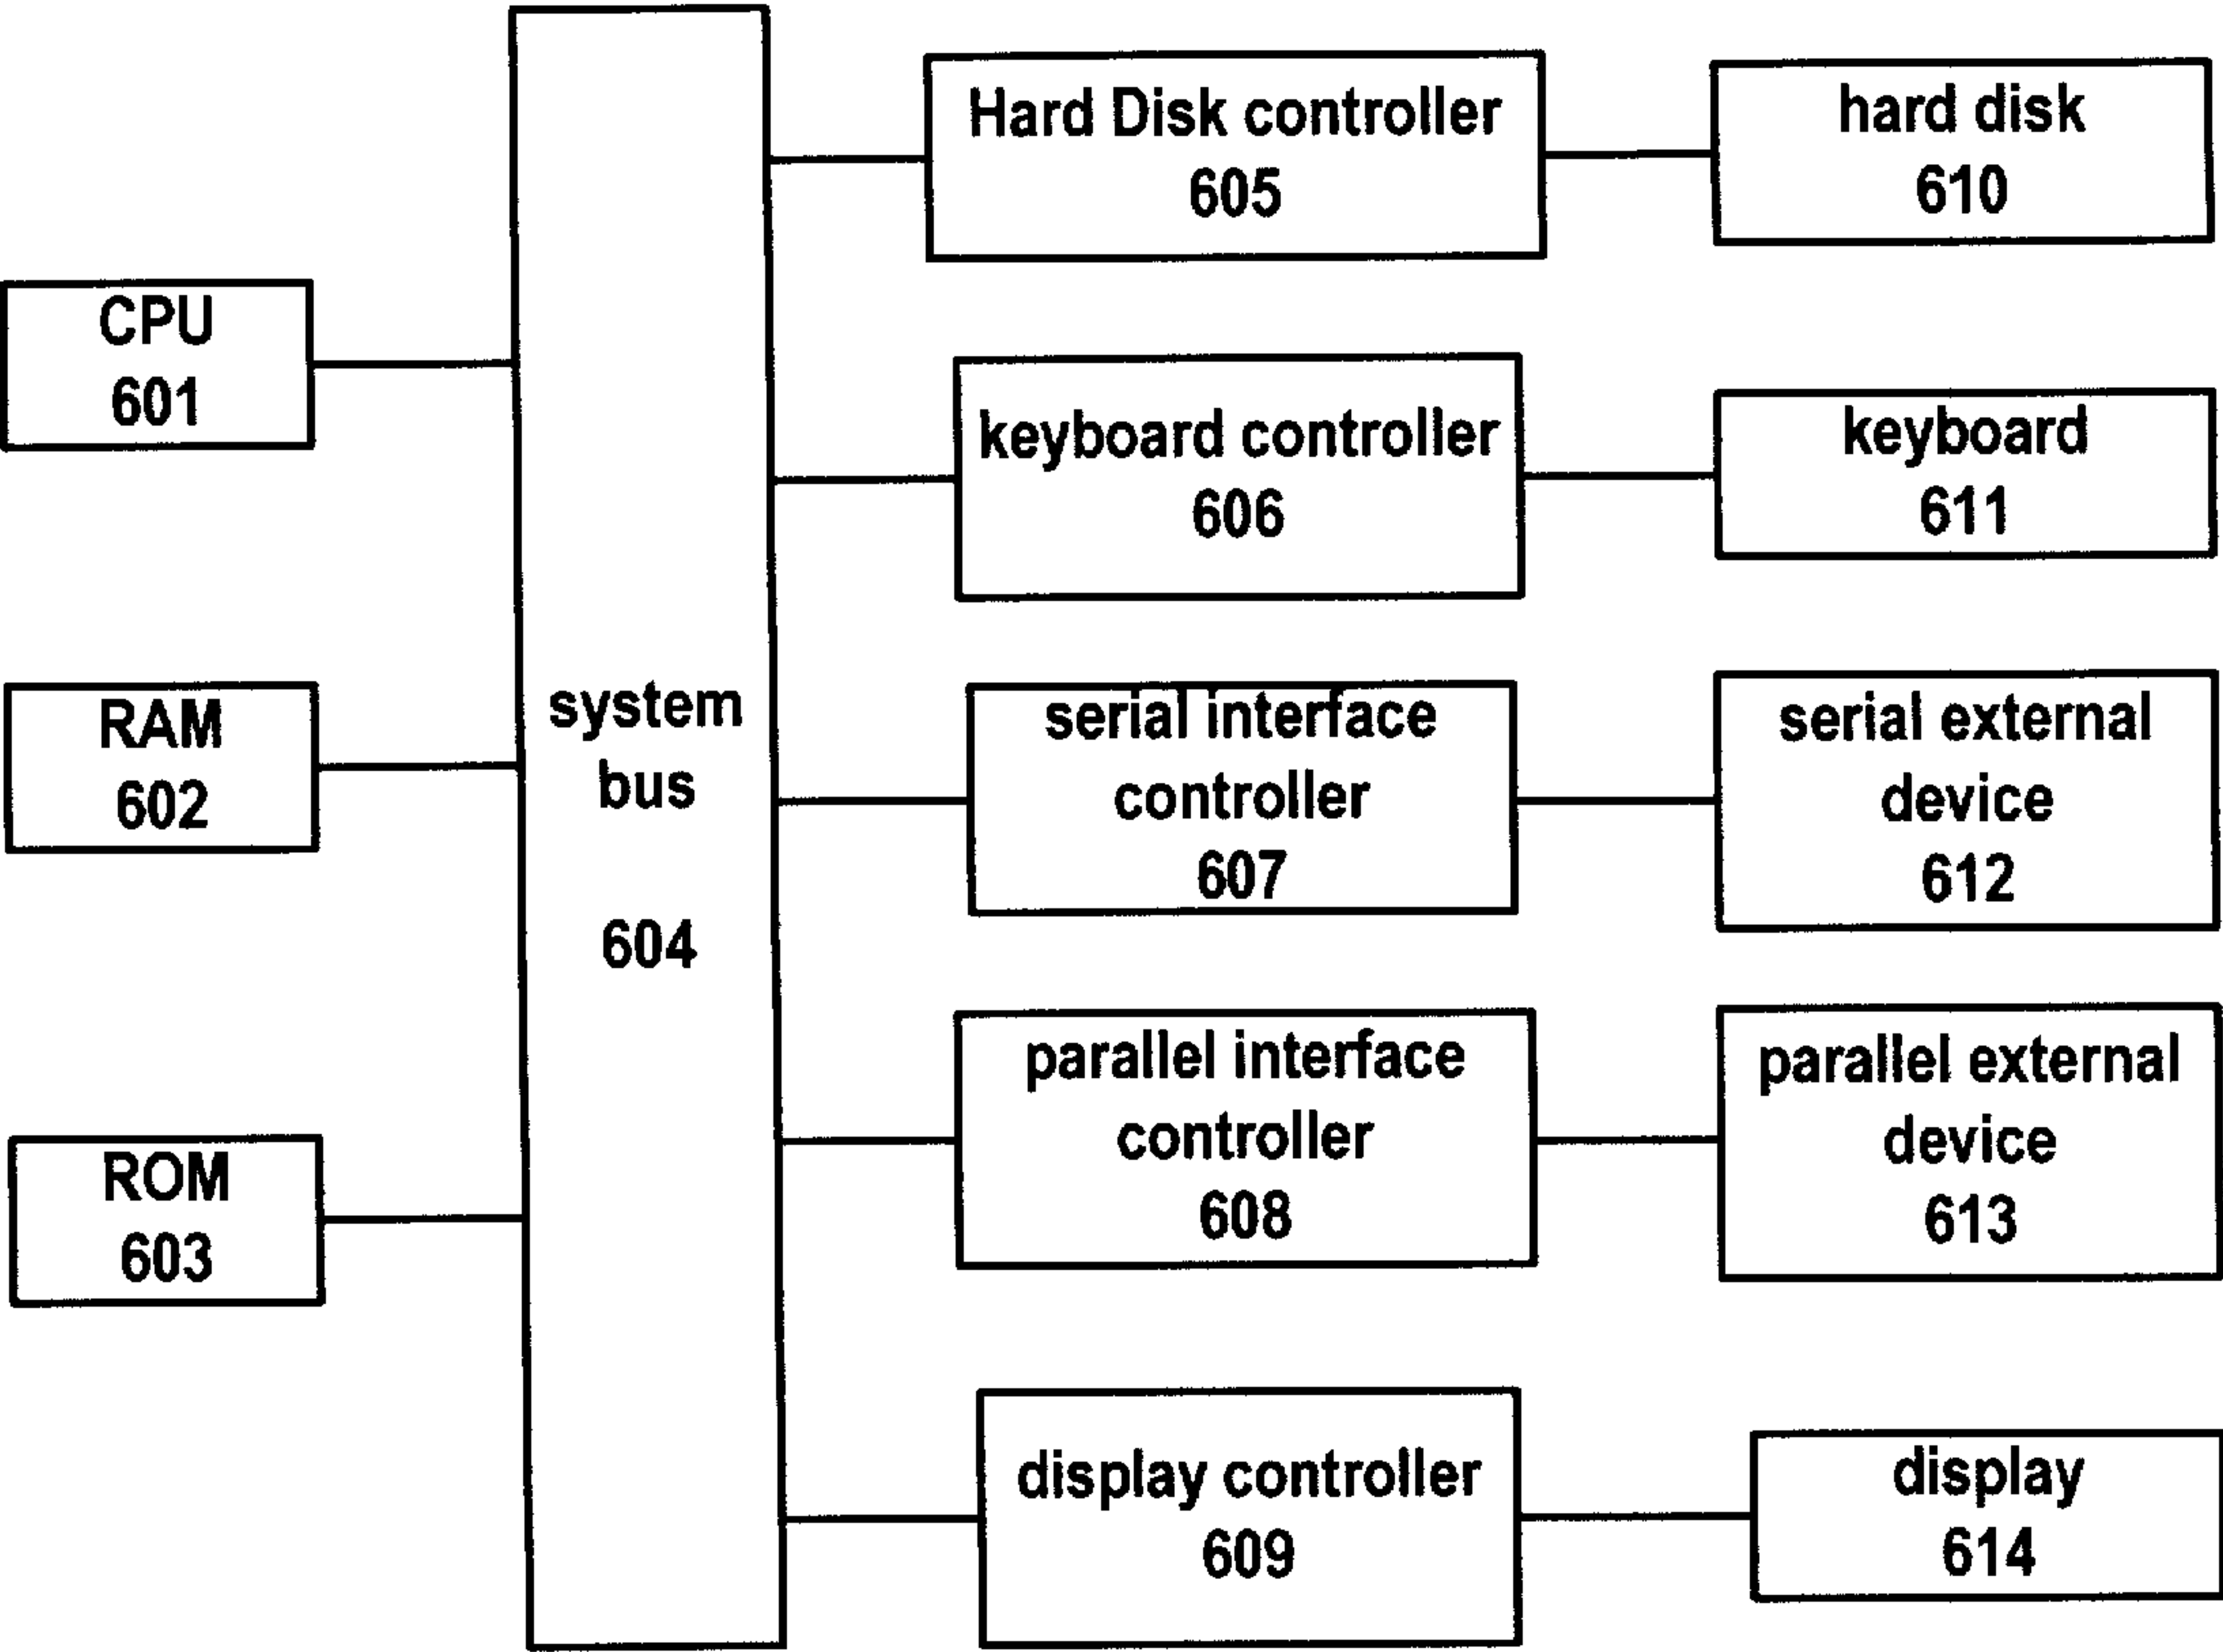 CPU
601
RAM
602
ROM
603
system
bus
604
Hard Disk controller
605
hard disk
610
keyboard controller
606
keyboard
611
serial interface
controller
607
serial external
device
612
parallel interface
controller
608
parallel external
device
613
display controller
609
display
614